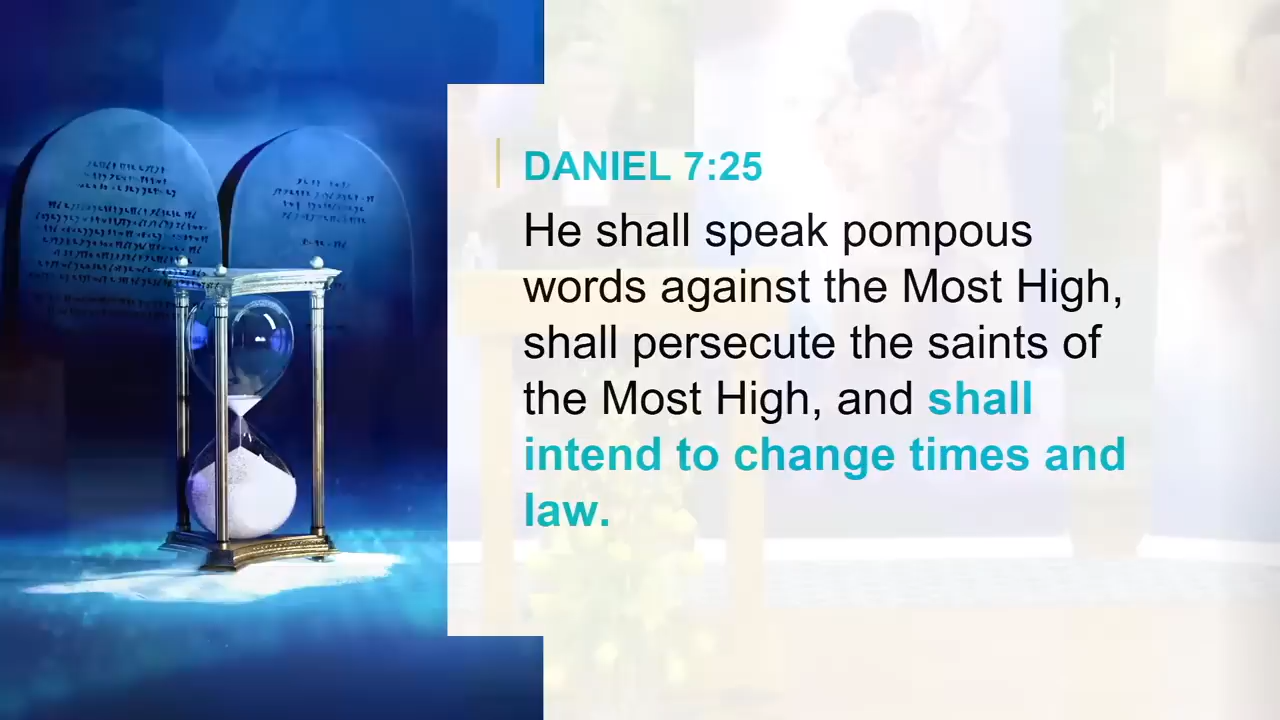 DANIEL 7:25
He shall speak pompous
words against the Most High,
shall persecute the saints of
the Most High, and shall
intend to change times and
law.